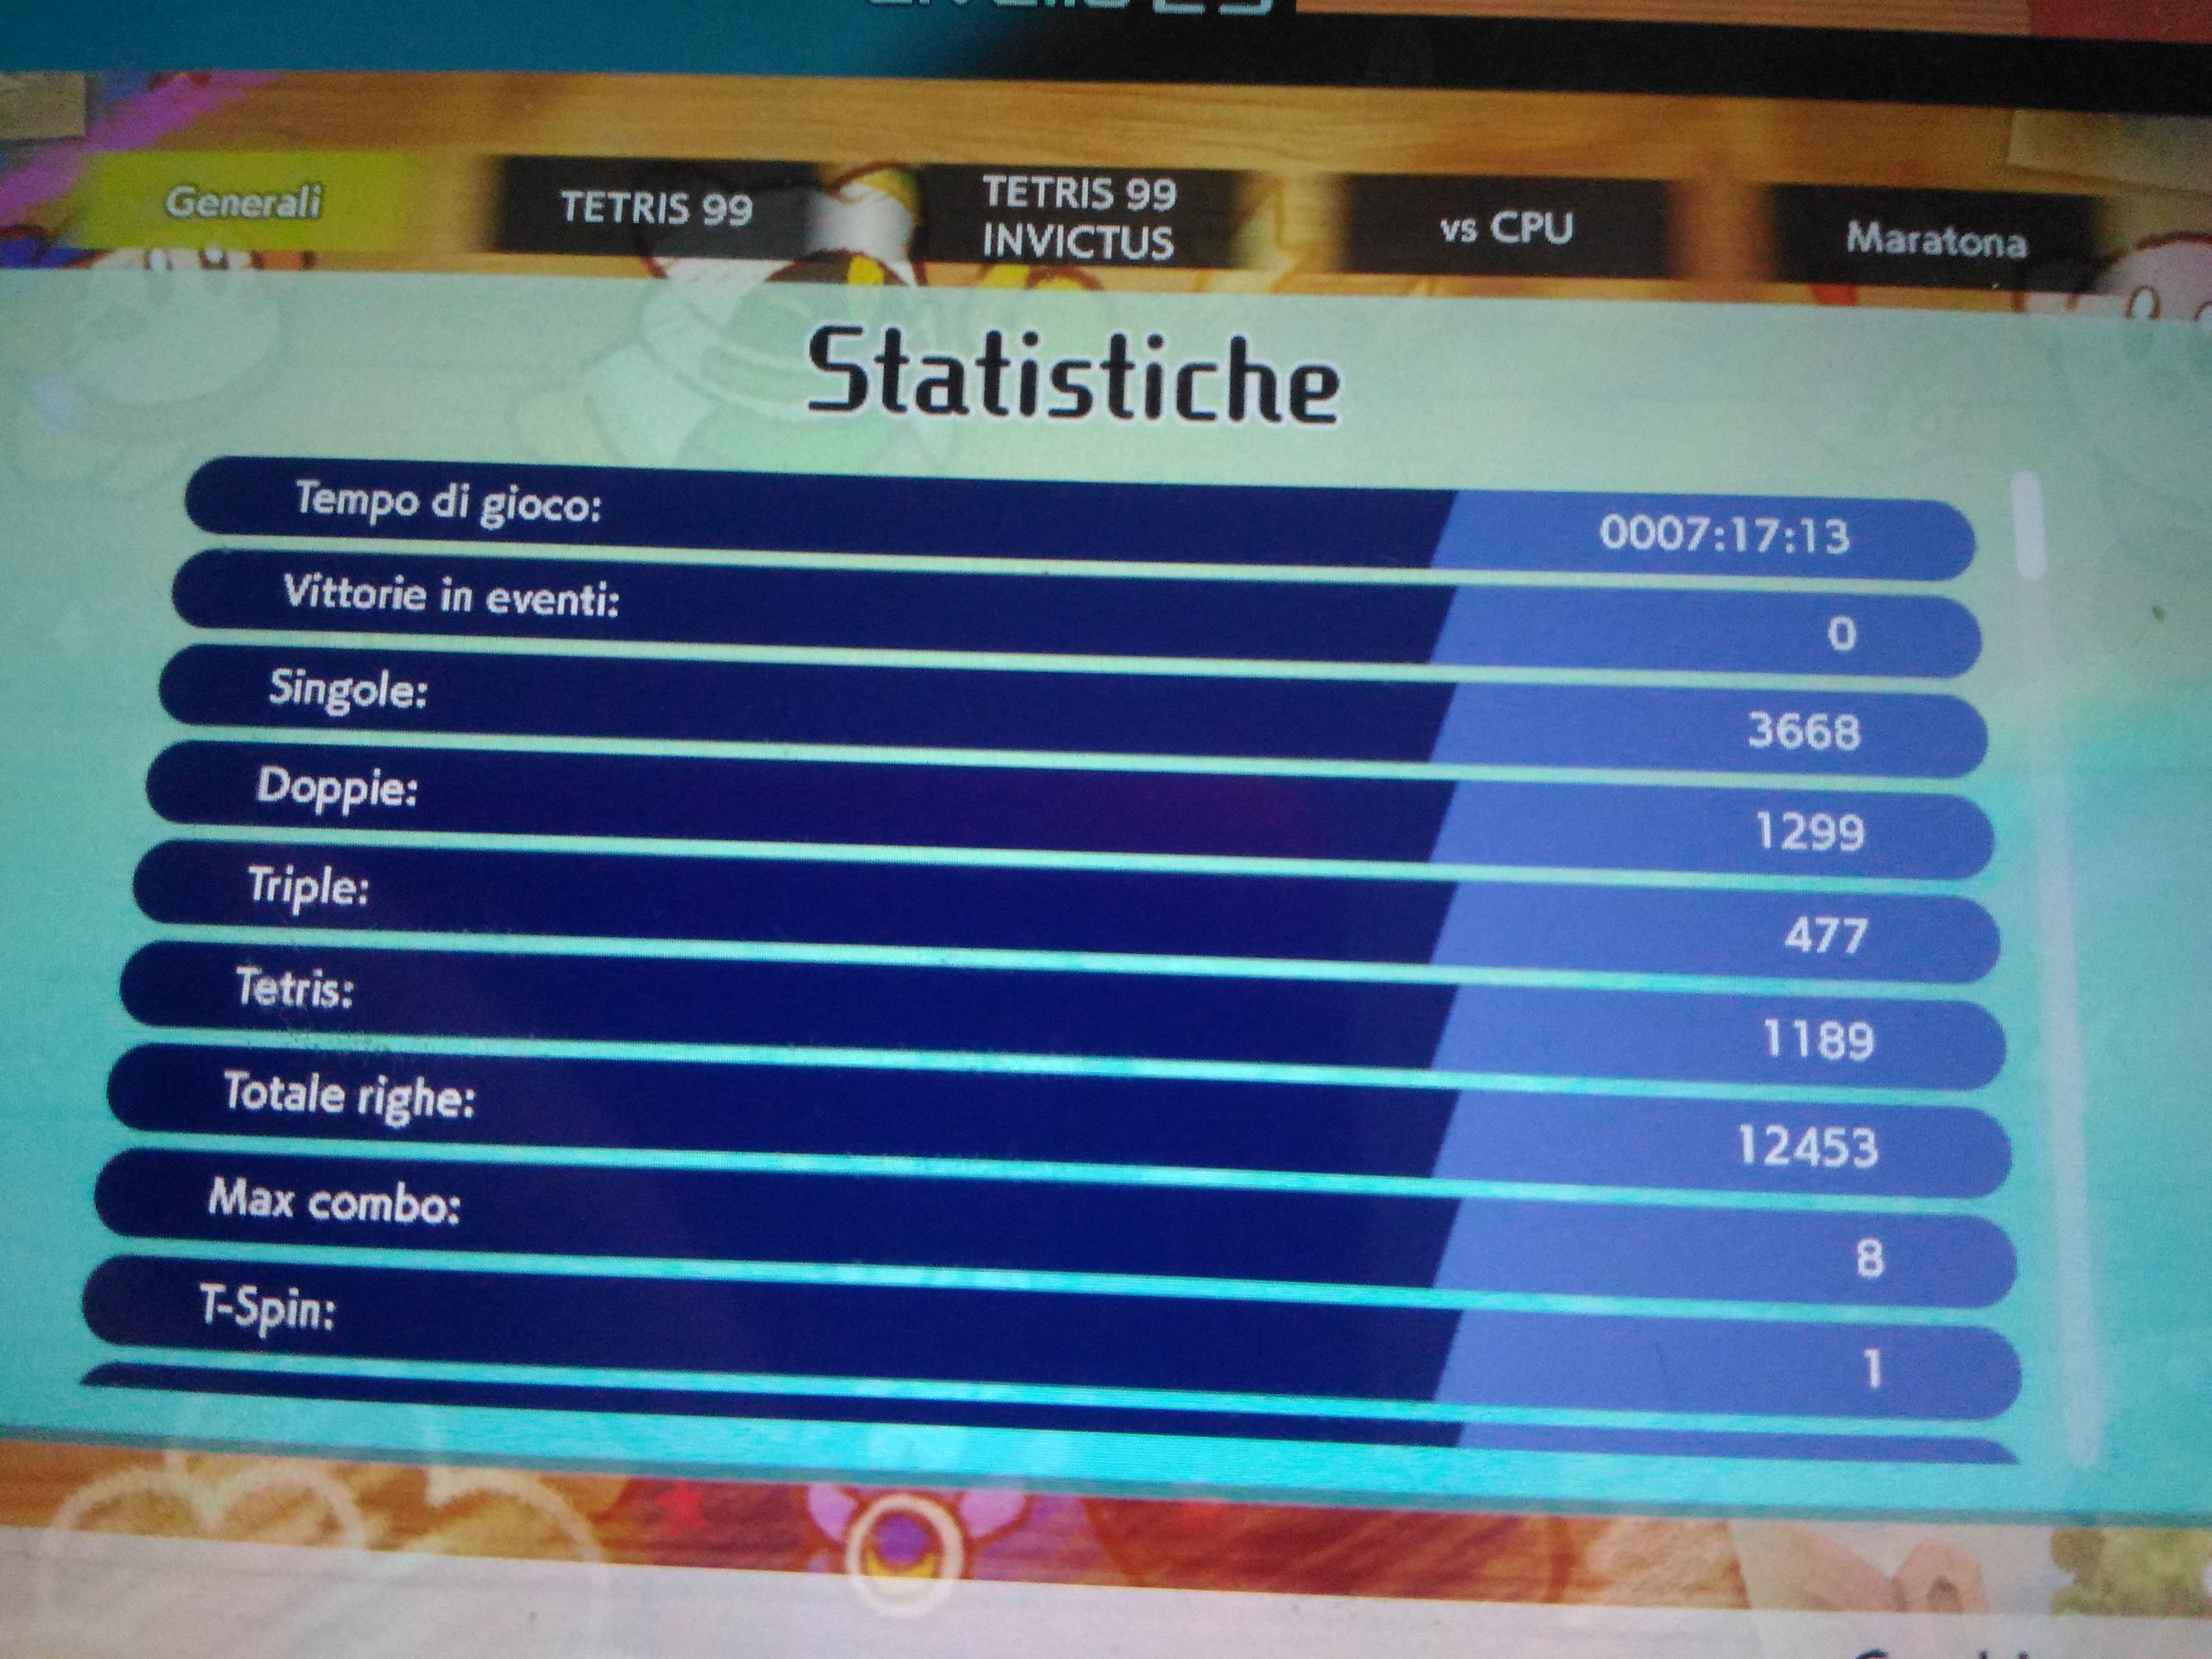 Generali
TETRIS 99
TETRIS 99
INVICTUS
vs CPU
Maratona
Statistiche
Tempo di gioco: 0007:17:13
Vittorie in eventi: 0
Singole: 3668
Doppie: 1299
Triple: 477
Tetris: 1189
Totale righe: 12453
Max combo: 8
T-Spin: 1